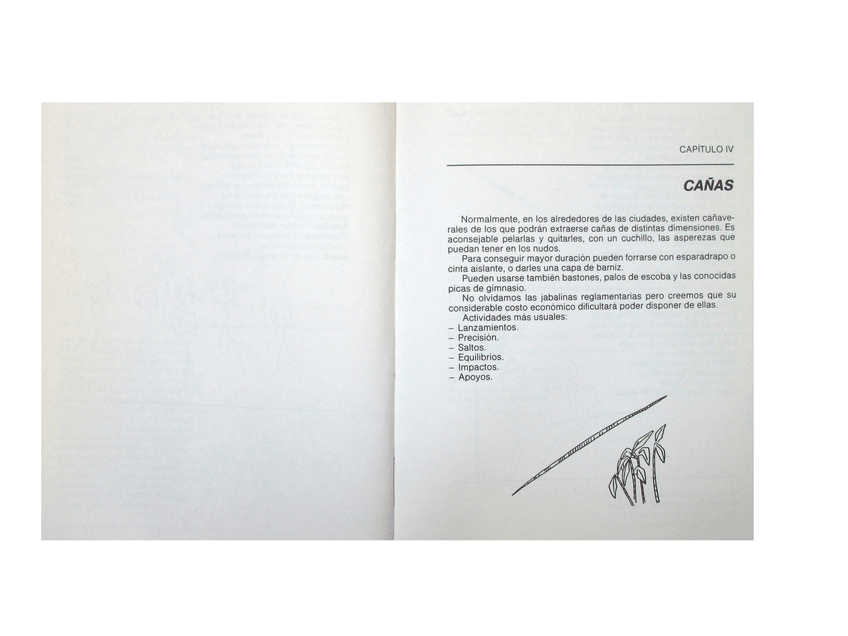 CAPÍTULO IV
CAÑAS
Normalmente, en los alrededores de las ciudades, existen cañave-
rales de los que podrán extraerse cañas de distintas dimensiones. Es
aconsejable pelarlas y quitarles, con un cuchillo, las asperezas que
puedan tener en los nudos.
Para conseguir mayor duración pueden forrarse con esparadrapo o
cinta aislante, o darles una capa de barniz.
Pueden usarse también bastones, palos de escoba y las conocidas
picas de gimnasio.
No olvidamos las jabalinas reglamentarias pero creemos que su
considerable costo económico dificultará poder disponer de ellas.
Actividades más usuales:
– Lanzamientos.
– Precisión.
– Saltos.
– Equilibrios.
– Impactos.
– Apoyos.